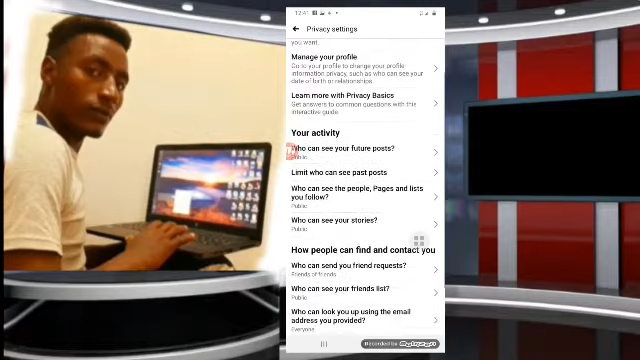 12:41
Privacy settings
you want.
Manage your profile
Go to your profile to change your profile
information privacy, such as who can see your
date of birth or relationships.
Learn more with Privacy Basics
Get answers to common questions with this
interactive guide.
Your activity
Who can see your future posts?
Public
Limit who can see past posts
Who can see the people, Pages and lists
you follow?
Public
Who can see your stories?
Public
How people can find and contact you
Who can send you friend requests?
Friends of friends
Who can see your friends list?
Public
Who can look you up using the email
address you provided?
Everyone
Recorded by